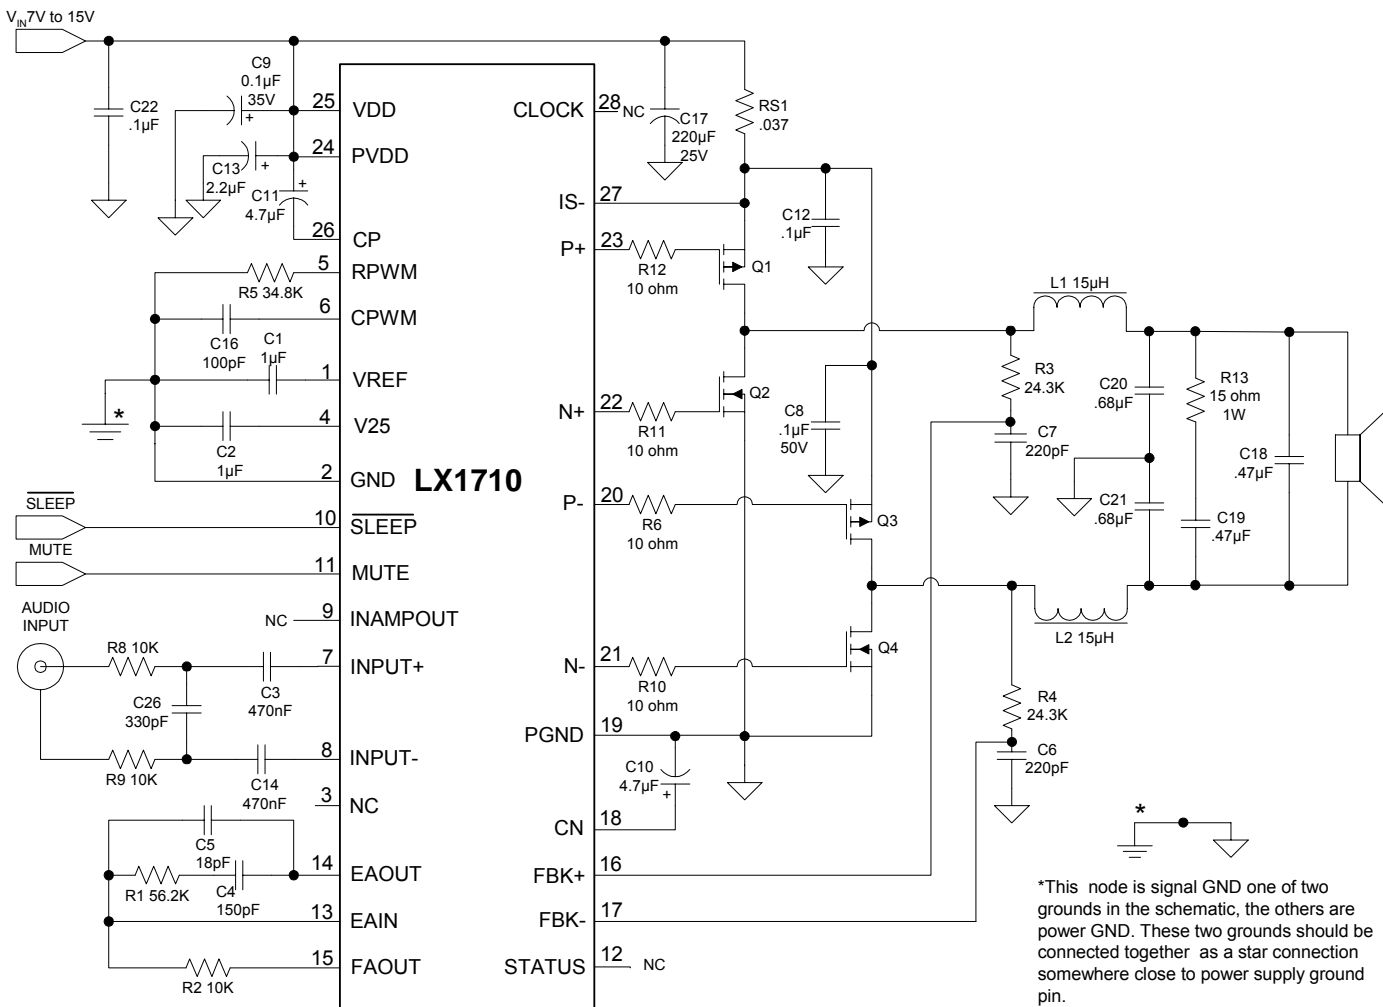 VIN 7V to 15V
C22
.1µF
C9
0.1µF
35V
+
C13
2.2µF
+
C11
4.7µF
+
25
VDD
24
PVDD
26
CP
5
RPWM
R5 34.8K
6
CPWM
C16
100pF
C1
1µF
1
VREF
*
4
V25
C2
1µF
2
GND
LX1710
SLEEP
10
SLEEP
MUTE
11
MUTE
AUDIO
INPUT
NC
9
INAMPOUT
R8 10K
7
INPUT+
C3
470nF
C26
330pF
8
INPUT-
R9 10K
C14
470nF
3
NC
C5
18pF
14
EAOUT
R1 56.2K
C4
150pF
13
EAIN
15
FAOUT
R2 10K
CLOCK
28
NC
C17
220µF
25V
RS1
.037
IS-
27
C12
.1µF
P+
23
R12
10 ohm
Q1
N+
22
R11
10 ohm
Q2
C8
.1µF
50V
P-
20
R6
10 ohm
Q3
N-
21
R10
10 ohm
Q4
PGND
19
C10
4.7µF
+
CN
18
FBK+
16
FBK-
17
STATUS
12
NC
L1 15µH
R3
24.3K
C7
220pF
C20
.68µF
R13
15 ohm
1W
C18
.47µF
C21
.68µF
C19
.47µF
L2 15µH
R4
24.3K
C6
220pF
*
*This node is signal GND one of two
grounds in the schematic, the others are
power GND. These two grounds should be
connected together as a star connection
somewhere close to power supply ground
pin.